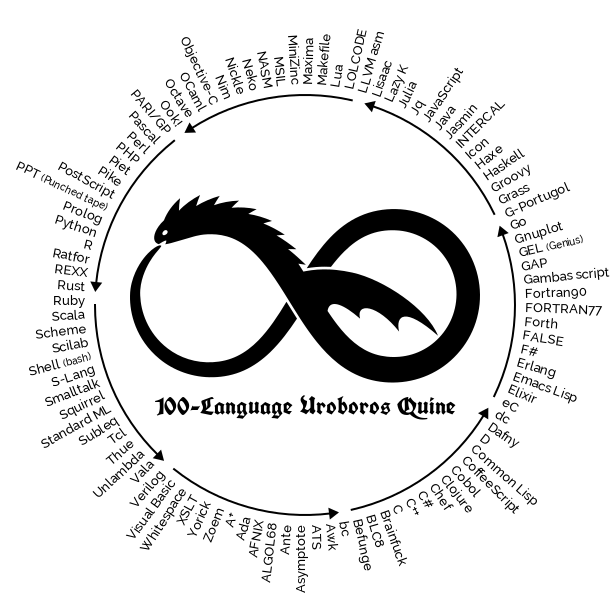 Ruby
Scala
Scheme
Scilab
Shell (bash)
S-Lang
Smalltalk
Squirrel
Standard ML
Subleq
Tcl
Thue
Unlambda
Vala
Verilog
Visual Basic
Whitespace
XSLT
Yorick
Zoem
A+
Ada
AFNIX
ALGOL68
Ante
Asymptote
ATS
Awk
bc
Befunge
BLC8
Brainfuck
C
C++
C#
Chef
Clojure
Cobol
CoffeeScript
Common Lisp
D
Dafny
dc
eC
Elixir
Emacs Lisp
Erlang
F#
FALSE
Forth
FORTRAN77
Fortran90
Gambas script
GAP
GEL (Genius)
Gnuplot
Go
G-Portugol
Grass
Groovy
Haskell
Haxe
Icon
INTERCAL
Jasmin
Java
JavaScript
Jq
Julia
Lazy K
Lisaac
LLVM asm
LOLCODE
Lua
Makefile
Maxima
MiniZinc
MSIL
NASM
Neko
Nickle
Nim
Objective-C
OCaml
Octave
Ook!
PARI/GP
Pascal
Perl
PHP
Piet
Pike
PostScript
PPT (Punched tape)
Prolog
Python
R
Ratfor
REXX
Rust
100-Language Uroboros Quine